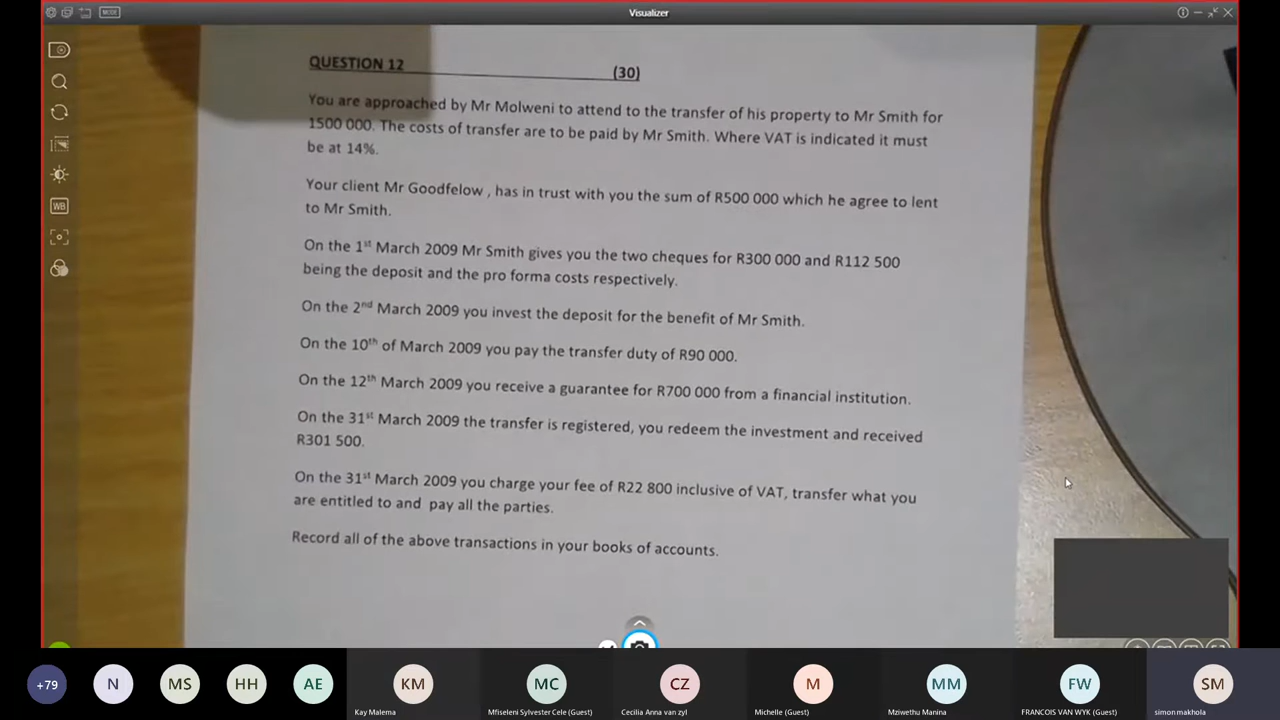 MODE
Visualizer
QUESTION 12 (30)
You are approached by Mr Molweni to attend to the transfer of his property to Mr Smith for
1500 000. The costs of transfer are to be paid by Mr Smith. Where VAT is indicated it must
be at 14%.
Your client Mr Goodfelow , has in trust with you the sum of R500 000 which he agree to lent
to Mr Smith.
On the 1st March 2009 Mr Smith gives you the two cheques for R300 000 and R112 500
being the deposit and the pro forma costs respectively.
On the 2nd March 2009 you invest the deposit for the benefit of Mr Smith.
On the 10th of March 2009 you pay the transfer duty of R90 000.
On the 12th March 2009 you receive a guarantee for R700 000 from a financial institution.
On the 31st March 2009 the transfer is registered, you redeem the investment and received
R301 500.
On the 31st March 2009 you charge your fee of R22 800 inclusive of VAT, transfer what you
are entitled to and pay all the parties.
Record all of the above transactions in your books of accounts.
WB
+79 N MS HH AE KM MC CZ M MM FW SM
Kay Malema Mfiseleni Sylvester Cele (Guest) Cecilia Anna van zyl Michelle (Guest) Mziwethu Manina FRANCOIS VAN WYK (Guest) simon makhola